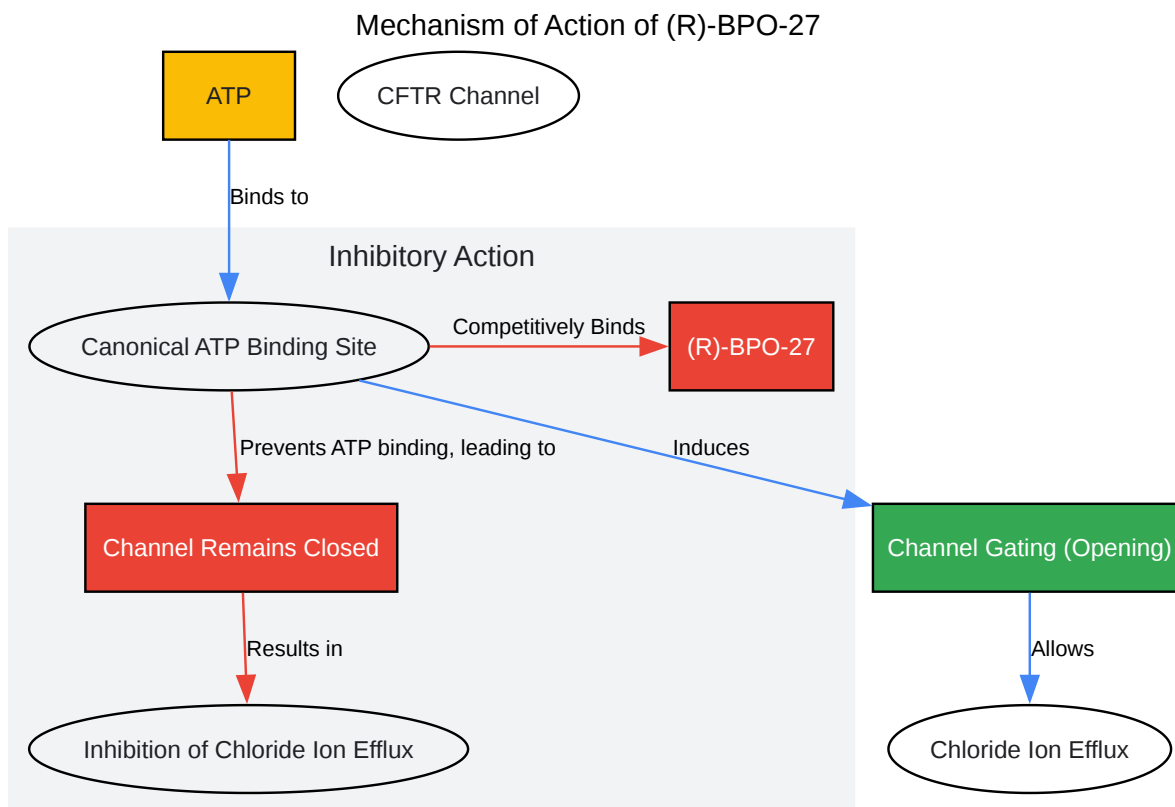 Mechanism of Action of (R)-BPO-27
ATP
CFTR Channel
Binds to
Inhibitory Action
Canonical ATP Binding Site
Competitively Binds
(R)-BPO-27
Prevents ATP binding, leading to
Induces
Channel Remains Closed
Channel Gating (Opening)
Results in
Allows
Inhibition of Chloride Ion Efflux
Chloride Ion Efflux